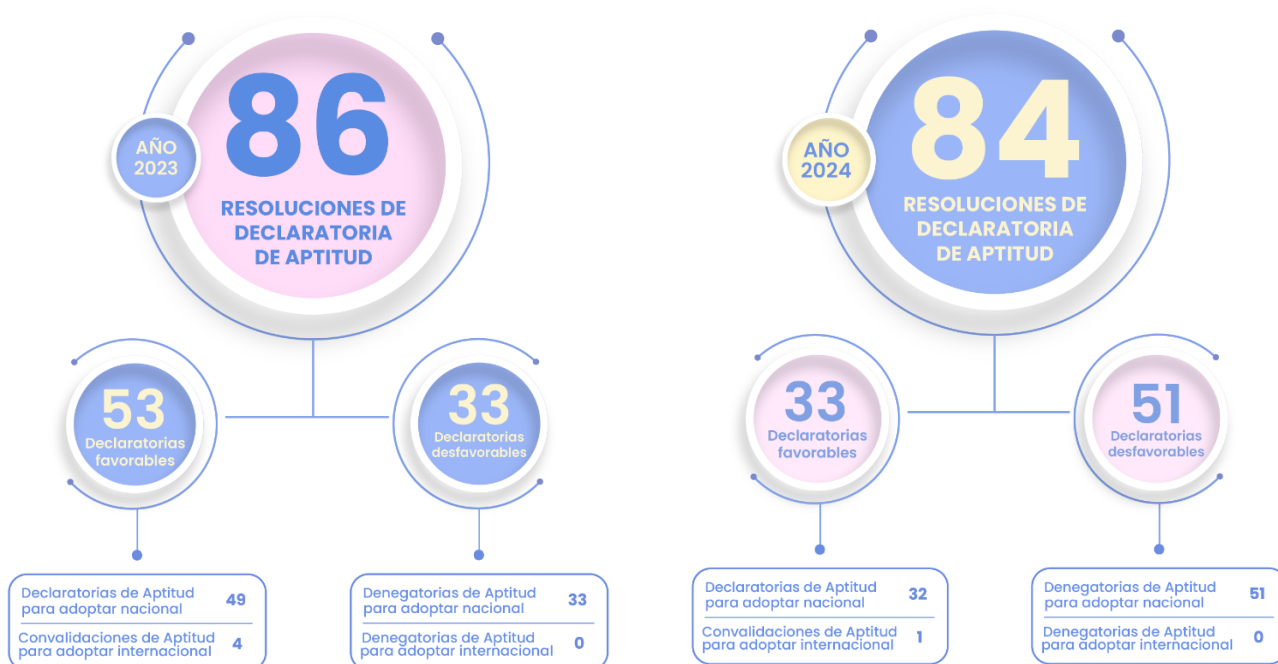 AÑO
2023
86
RESOLUCIONES DE
DECLARATORIA
DE APTITUD
53
Declaratorias
favorables
33
Declaratorias
desfavorables
Declaratorias de Aptitud
para adoptar nacional 49
Convalidaciones de Aptitud
para adoptar internacional 4
Denegatorias de Aptitud
para adoptar nacional 33
Denegatorias de Aptitud
para adoptar internacional 0
AÑO
2024
84
RESOLUCIONES DE
DECLARATORIA
DE APTITUD
33
Declaratorias
favorables
51
Declaratorias
desfavorables
Declaratorias de Aptitud
para adoptar nacional 32
Convalidaciones de Aptitud
para adoptar internacional 1
Denegatorias de Aptitud
para adoptar nacional 51
Denegatorias de Aptitud
para adoptar internacional 0